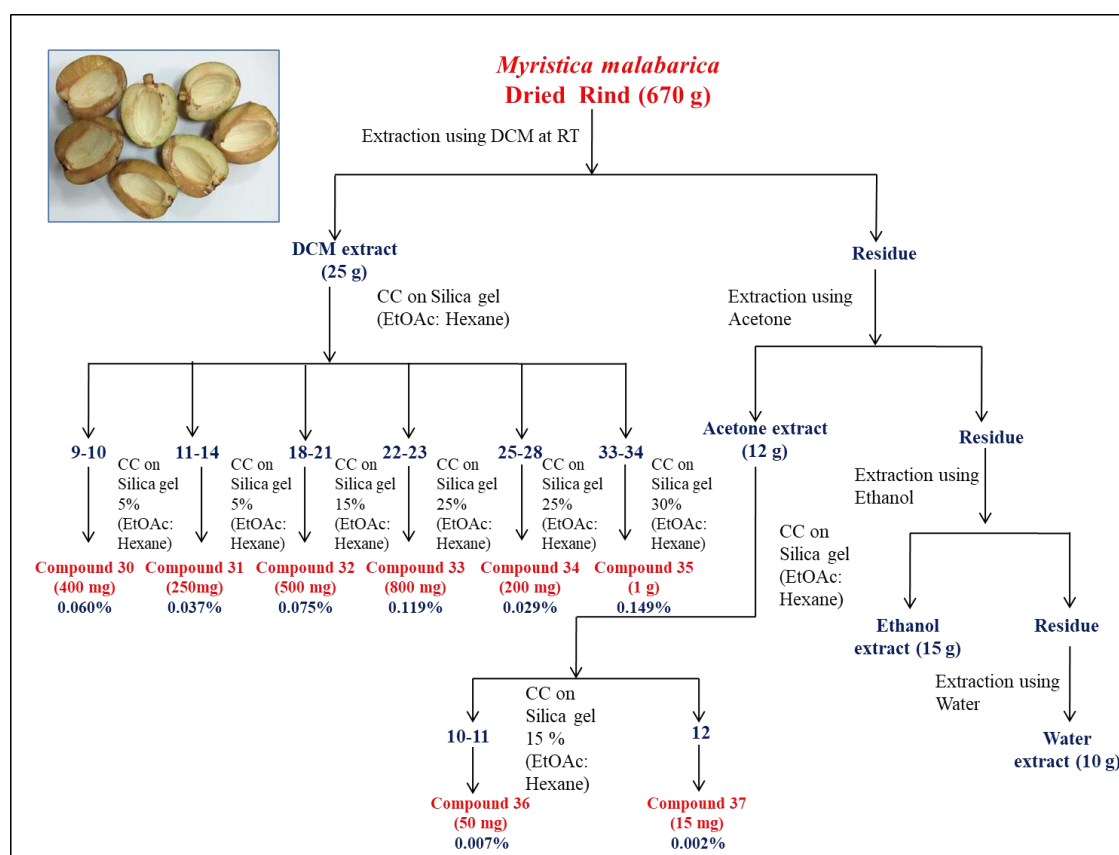 Myristica malabarica
Dried Rind (670 g)
Extraction using DCM at RT
DCM extract
(25 g)
Residue
CC on Silica gel
(EtOAc: Hexane)
Extraction using
Acetone
9-10
11-14
18-21
22-23
25-28
33-34
Acetone extract
(12 g)
Residue
CC on
Silica gel
5%
(EtOAc:
Hexane)
CC on
Silica gel
5%
(EtOAc:
Hexane)
CC on
Silica gel
15%
(EtOAc:
Hexane)
CC on
Silica gel
25%
(EtOAc:
Hexane)
CC on
Silica gel
25%
(EtOAc:
Hexane)
CC on
Silica gel
30%
(EtOAc:
Hexane)
Extraction using
Ethanol
CC on
Silica gel
(EtOAc:
Hexane)
Compound 30
(400 mg)
0.060%
Compound 31
(250mg)
0.037%
Compound 32
(500 mg)
0.075%
Compound 33
(800 mg)
0.119%
Compound 34
(200 mg)
0.029%
Compound 35
(1 g)
0.149%
Ethanol
extract (15 g)
Residue
Extraction using
Water
Water
extract (10 g)
10-11
CC on
Silica gel
15 %
(EtOAc:
Hexane)
12
Compound 36
(50 mg)
0.007%
Compound 37
(15 mg)
0.002%